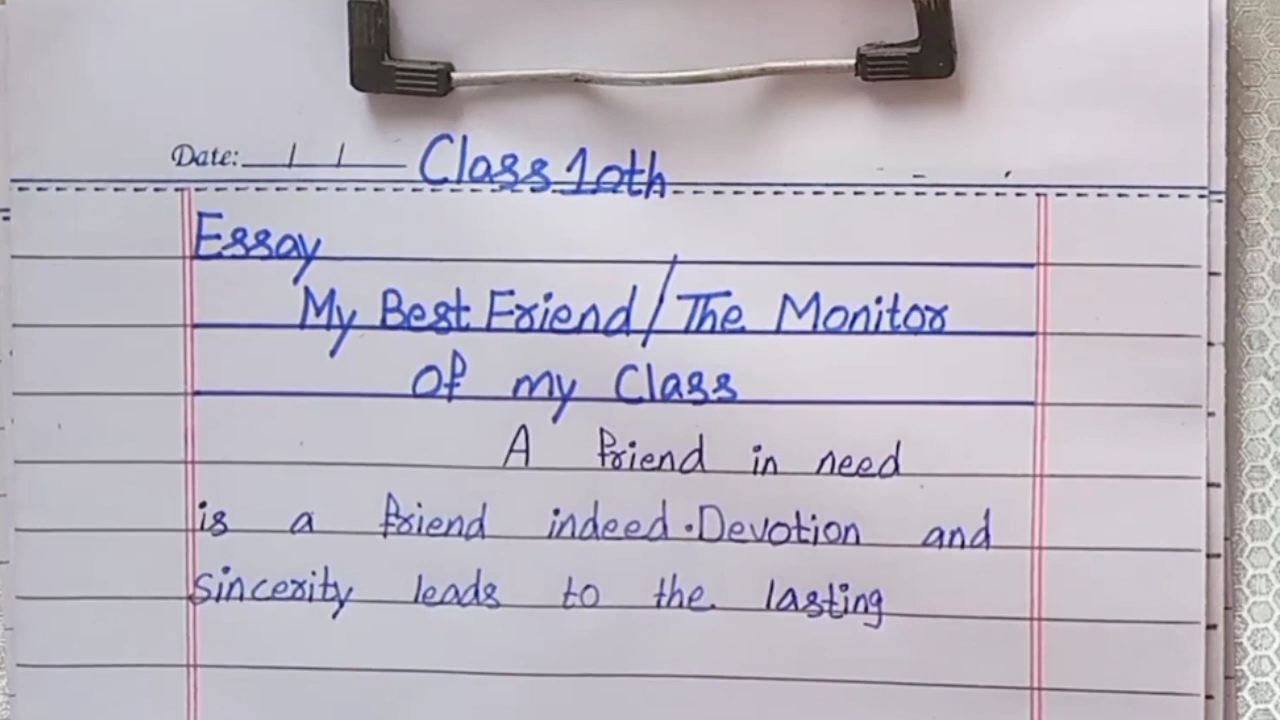 Date: / / Class 10th
Essay
My Best Friend/The Monitor
of my Class
A friend in need
is a friend indeed.Devotion and
sincerity leads to the lasting